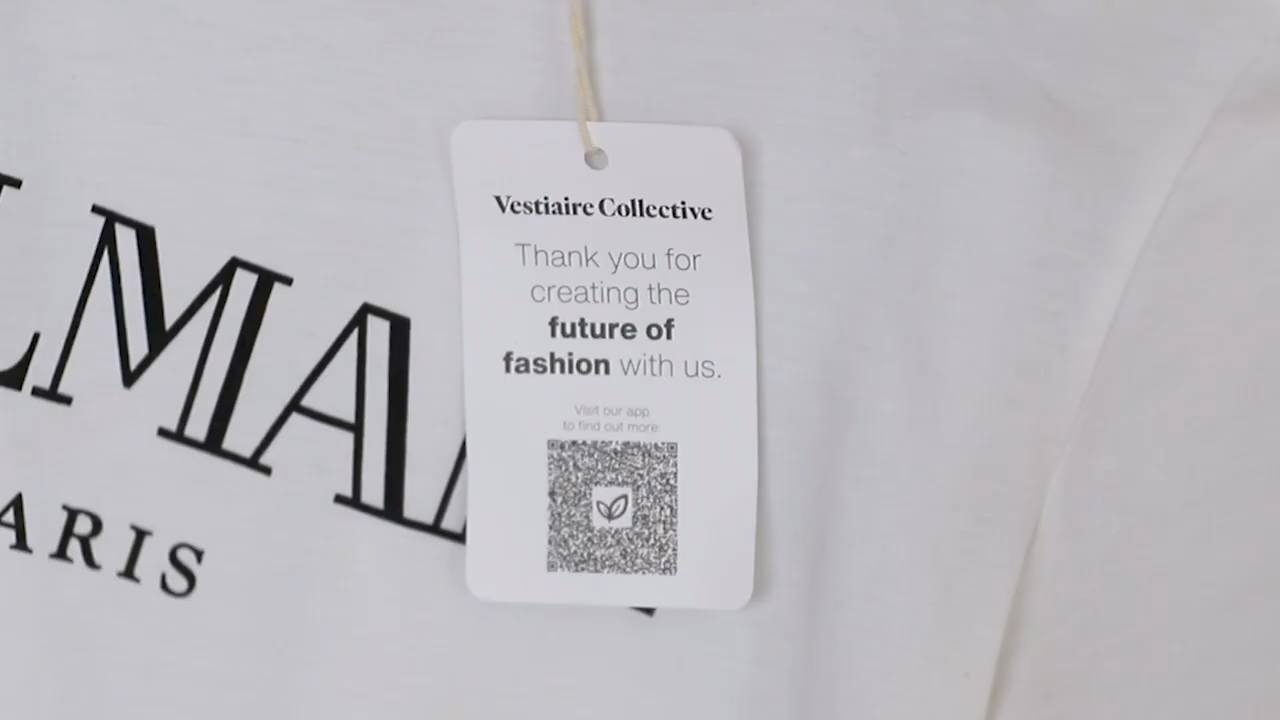 LMA
ARIS
Vestiaire Collective
Thank you for
creating the
future of
fashion with us.
Visit our app
to find out more.